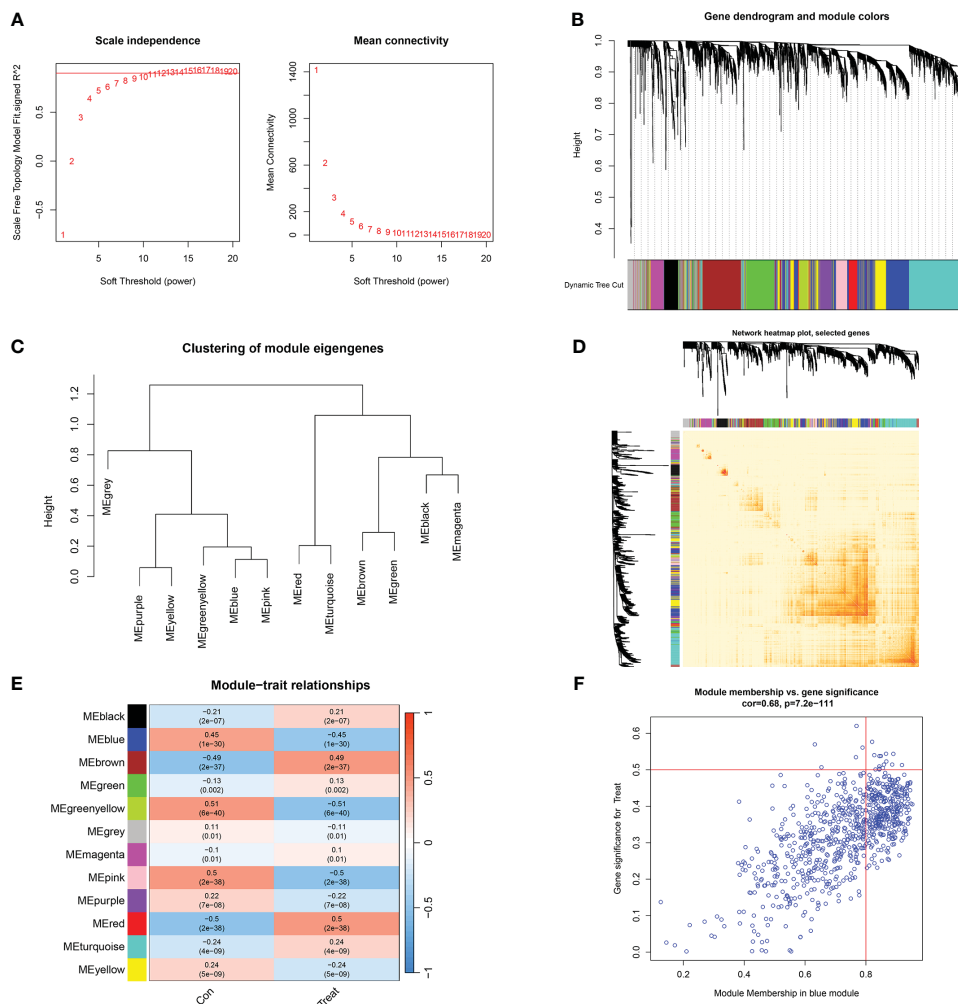 A
Scale independence
Scale Free Topology Model Fit,signed R^2
0.5
0.0
−0.5
1
2
3
4
5
6
7
8
9
10
11
12
13
14
15
16
17
18
19
20
5
10
15
20
Soft Threshold (power)
Mean connectivity
Mean Connectivity
1400
1000
600
200
0
1
2
3
4
5
6
7
8
9
10
11
12
13
14
15
16
17
18
19
20
5
10
15
20
Soft Threshold (power)
B
Gene dendrogram and module colors
Height
1.0
0.9
0.8
0.7
0.6
0.5
0.4
Dynamic Tree Cut
C
Clustering of module eigengenes
Height
1.2
1.0
0.8
0.6
0.4
0.2
0.0
MEgrey
MEpurple
MEyellow
MEgreenyellow
MEblue
MEpink
MEred
MEturquoise
MEbrown
MEgreen
MEblack
MEmagenta
D
Network heatmap plot, selected genes
E
Module−trait relationships
MEblack
−0.21
(2e−07)
0.21
(2e−07)
MEblue
0.45
(1e−30)
−0.45
(1e−30)
MEbrown
−0.49
(2e−37)
0.49
(2e−37)
MEgreen
−0.13
(0.002)
0.13
(0.002)
MEgreenyellow
0.51
(6e−40)
−0.51
(6e−40)
MEgrey
0.11
(0.01)
−0.11
(0.01)
MEmagenta
−0.1
(0.01)
0.1
(0.01)
MEpink
0.5
(2e−38)
−0.5
(2e−38)
MEpurple
0.22
(7e−08)
−0.22
(7e−08)
MEred
−0.5
(2e−38)
0.5
(2e−38)
MEturquoise
−0.24
(4e−09)
0.24
(4e−09)
MEyellow
0.24
(5e−09)
−0.24
(5e−09)
Con
Treat
1
0.5
0
−0.5
−1
F
Module membership vs. gene significance
cor=0.68, p=7.2e−111
Gene significance for Treat
0.6
0.5
0.4
0.3
0.2
0.1
0.0
0.2
0.4
0.6
0.8
Module Membership in blue module